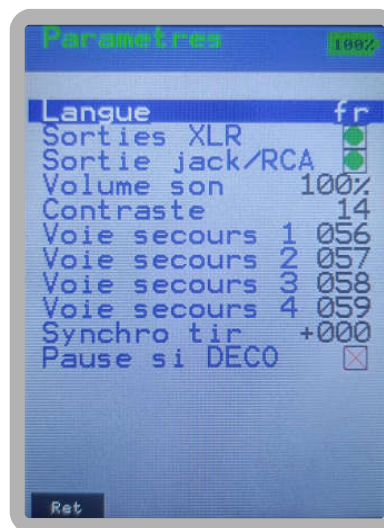 Parametres
100%
Langue fr
Sorties XLR
Sortie jack/RCA
Volume son 100%
Contraste 14
Voie secours 1 056
Voie secours 2 057
Voie secours 3 058
Voie secours 4 059
Synchro tir +000
Pause si DECO
Ret